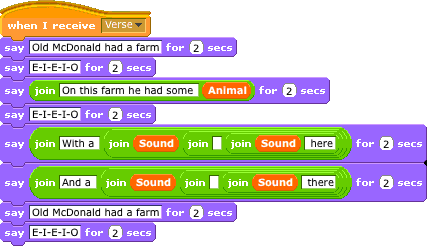 when I receive Verse
say Old McDonald had a farm for 2 secs
say E-I-E-I-O for 2 secs
say join On this farm he had some Animal for 2 secs
say E-I-E-I-O for 2 secs
say join With a join Sound join join Sound here for 2 secs
say join And a join Sound join join Sound there for 2 secs
say Old McDonald had a farm for 2 secs
say E-I-E-I-O for 2 secs